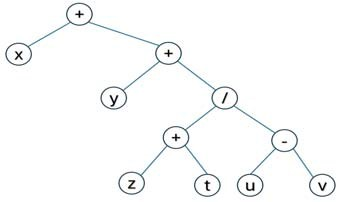 +
x +
y /
+ -
z t u v